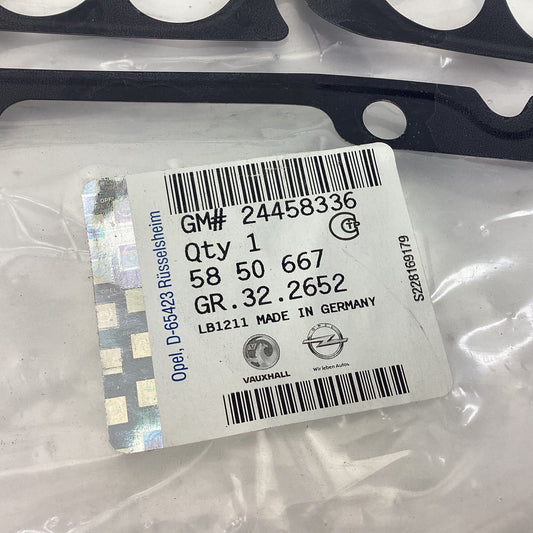 GM# 24458336
Qty 1
58 50 667
GR.32.2652
LB1211 MADE IN GERMANY
VAUXHALL
OPEL
Wir leben Autos.
Opel, D-65423 Rüsselsheim
S228169179